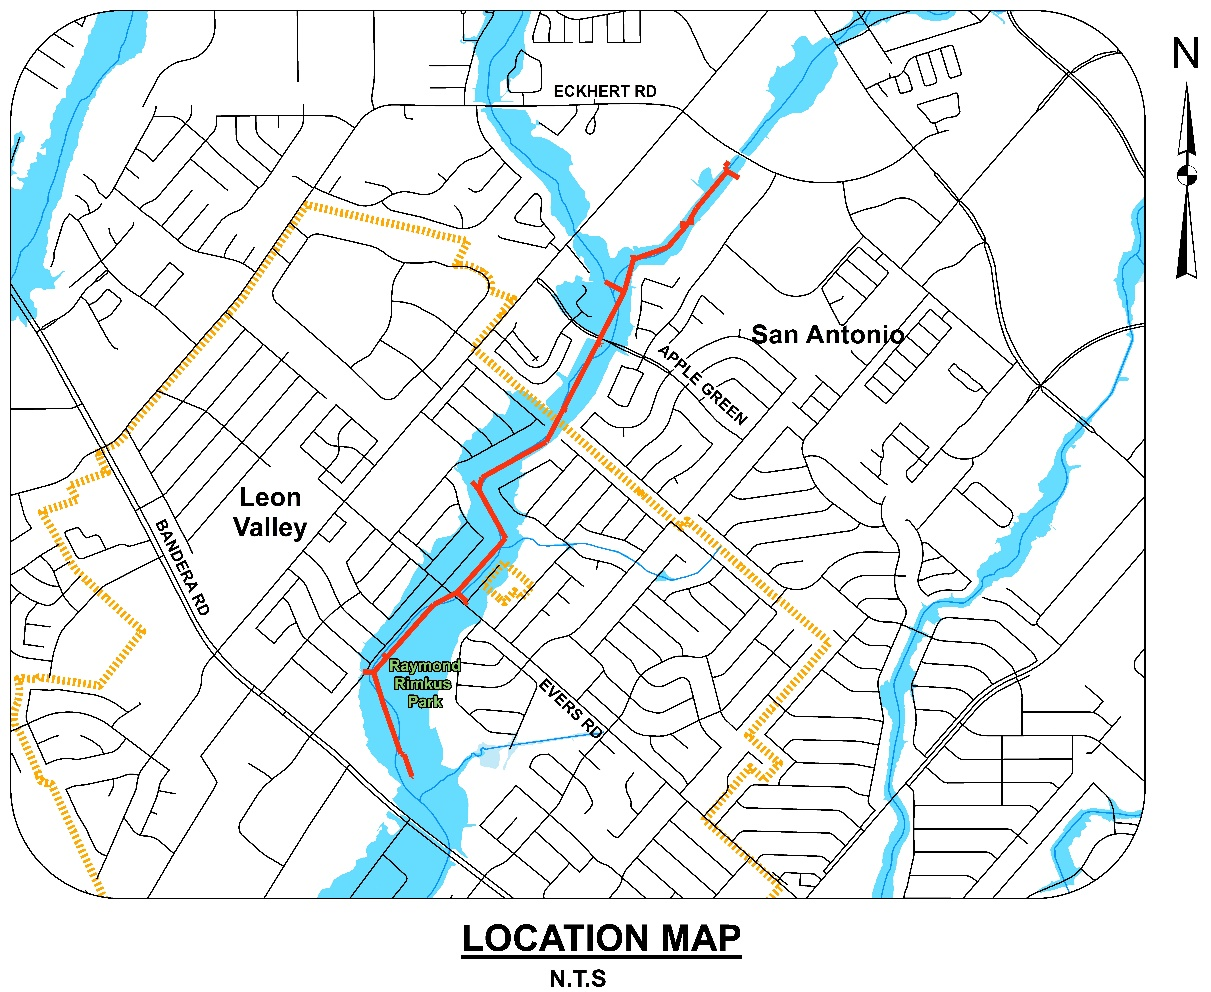 N
ECKHERT RD
San Antonio
APPLE GREEN
Leon
Valley
BANDERA RD
Raymond
Rimkus
Park
EVERS RD
LOCATION MAP
N.T.S